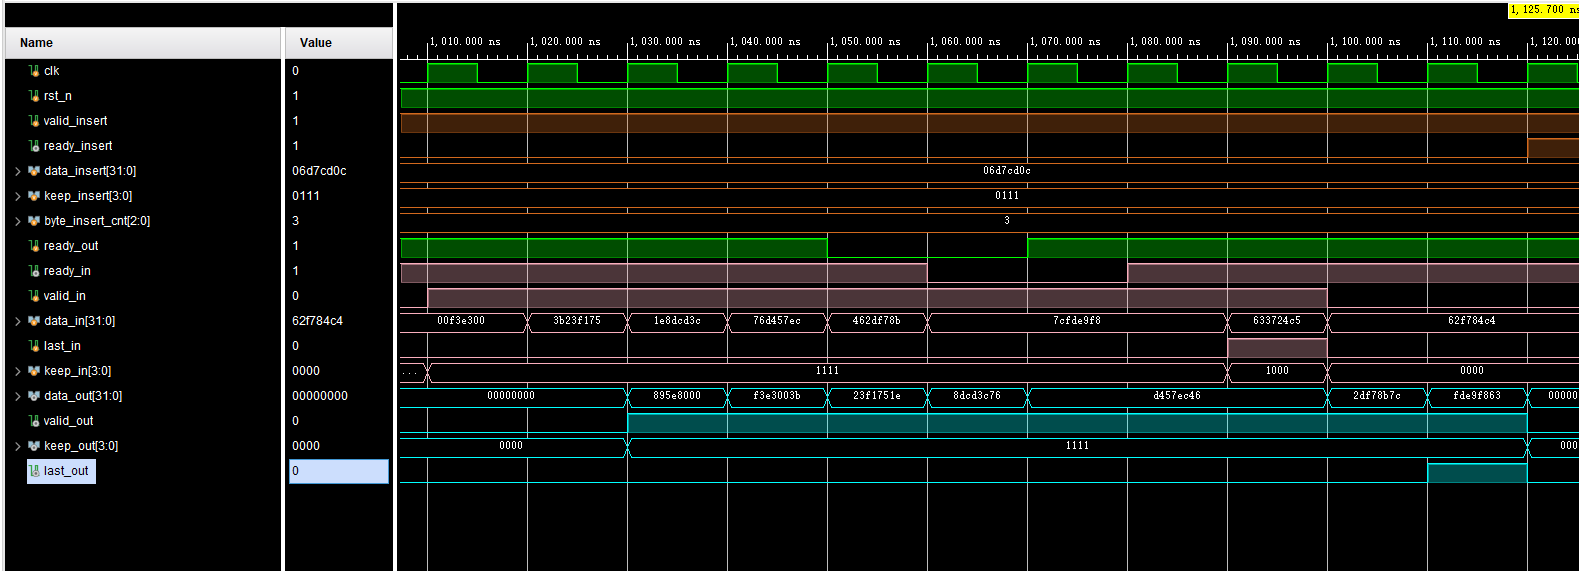 1,125.700 ns
Name Value
1,010.000 ns 1,020.000 ns 1,030.000 ns 1,040.000 ns 1,050.000 ns 1,060.000 ns 1,070.000 ns 1,080.000 ns 1,090.000 ns 1,100.000 ns 1,110.000 ns 1,120.000
clk 0
rst_n 1
valid_insert 1
ready_insert 1
data_insert[31:0] 06d7cd0c 06d7cd0c
keep_insert[3:0] 0111 0111
byte_insert_cnt[2:0] 3 3
ready_out 1
ready_in 1
valid_in 0
data_in[31:0] 62f784c4 00f3e300 3b23f175 1e8dcd3c 76d457ec 462df78b 7cfde9f8 633724c5 62f784c4
last_in 0
keep_in[3:0] 0000 ... 1111 1000 0000
data_out[31:0] 00000000 00000000 895e8000 f3e3003b 23f1751e 8dcd3c76 d457ec46 2df78b7c fde9f863 00000
valid_out 0
keep_out[3:0] 0000 0000 1111 000
last_out 0